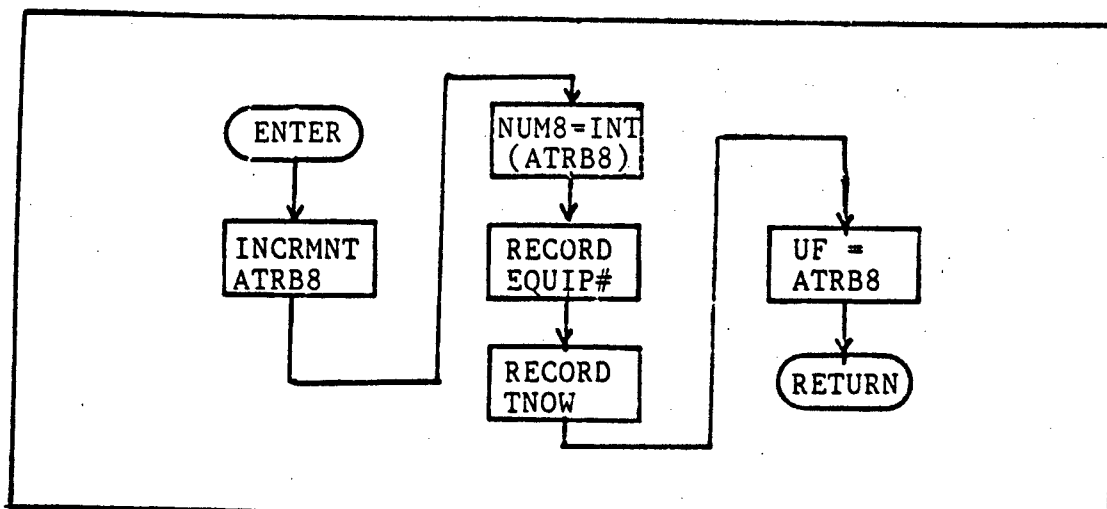 ENTER
INCRMNT
ATRB8
NUM8=INT
(ATRB8)
RECORD
EQUIP#
RECORD
TNOW
UF =
ATRB8
RETURN